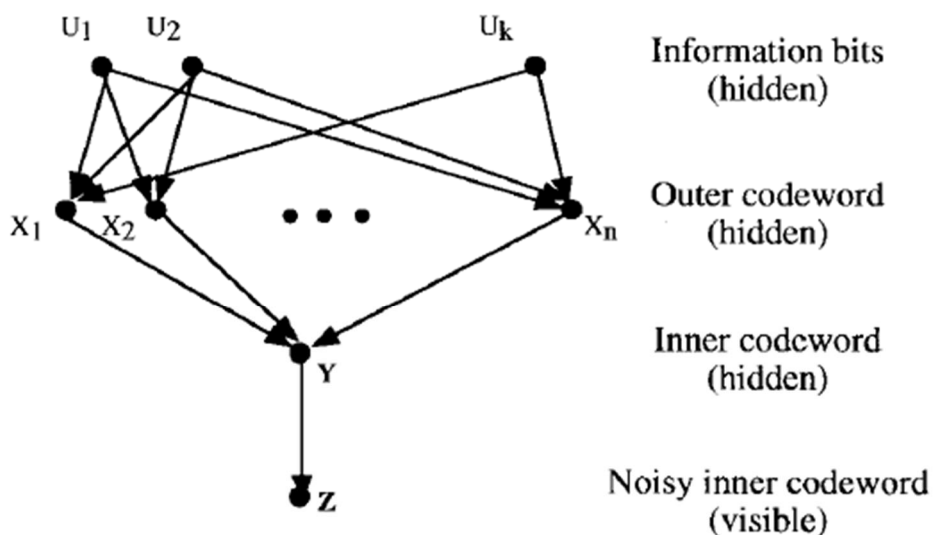 U1 U2 Uk
Information bits
(hidden)
Outer codeword
(hidden)
X1 X2 Xn
Inner codeword
(hidden)
Y
Noisy inner codeword
Z
(visible)